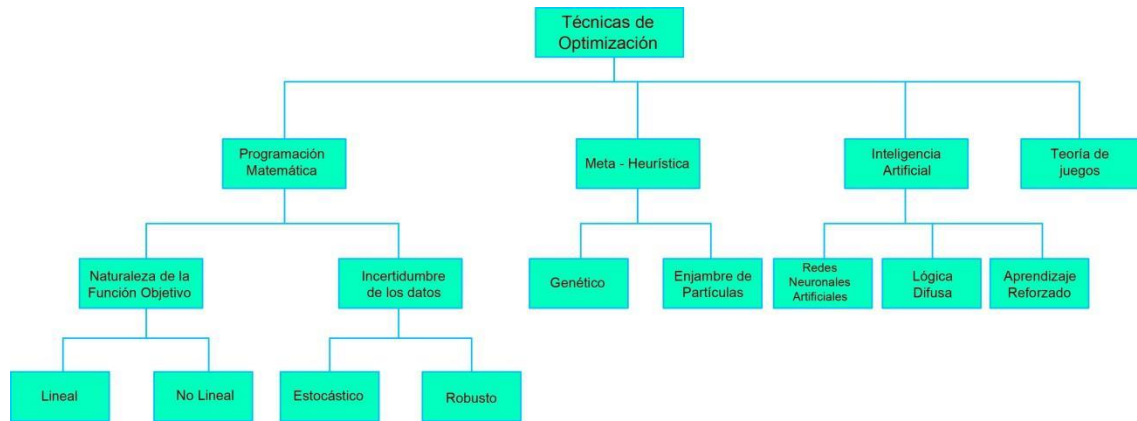 Técnicas de
Optimización
Programación
Matemática
Meta - Heurística
Inteligencia
Artificial
Teoría de
juegos
Naturaleza de la
Función Objetivo
Incertidumbre
de los datos
Genético
Enjambre de
Partículas
Redes
Neuronales
Artificiales
Lógica
Difusa
Aprendizaje
Reforzado
Lineal
No Lineal
Estocástico
Robusto